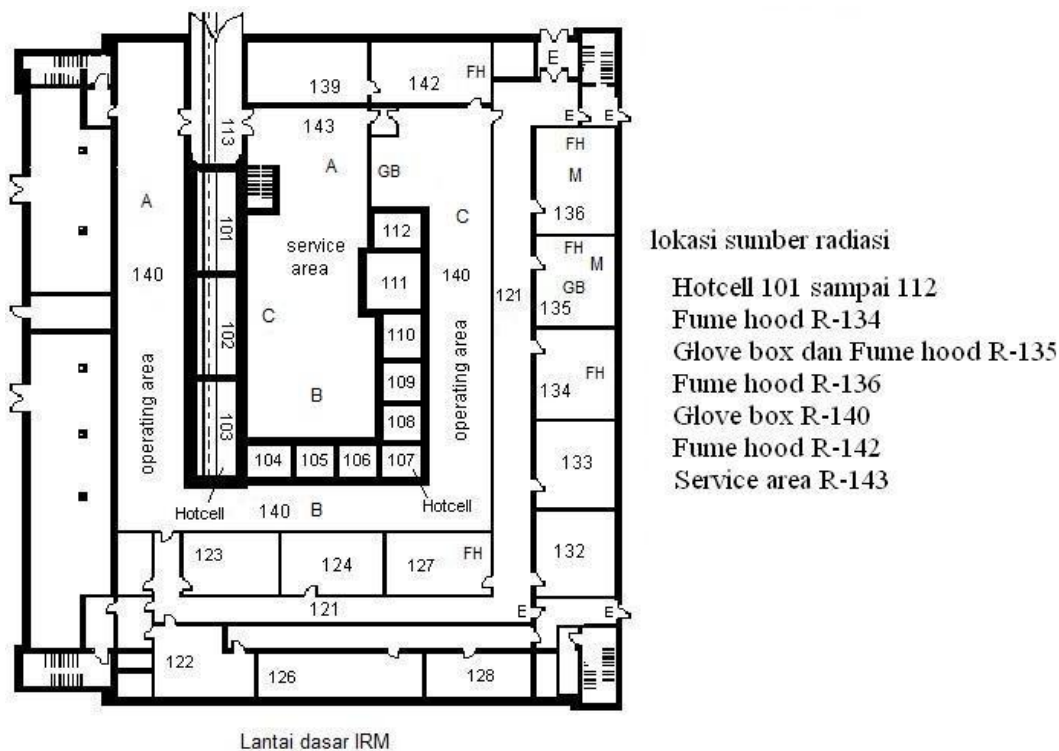 E
139
142
FH
143
113
A
GB
E
E
FH
M
136
A
C
101
112
service
area
140
140
121
111
FH
M
GB
135
102
C
110
operating area
operating area
109
134
FH
B
108
103
104
105
106
107
133
Hotcell
140
B
Hotcell
123
124
127
FH
132
121
E
E
122
126
128
Lantai dasar IRM
lokasi sumber radiasi
Hotcell 101 sampai 112
Fume hood R-134
Glove box dan Fume hood R-135
Fume hood R-136
Glove box R-140
Fume hood R-142
Service area R-143